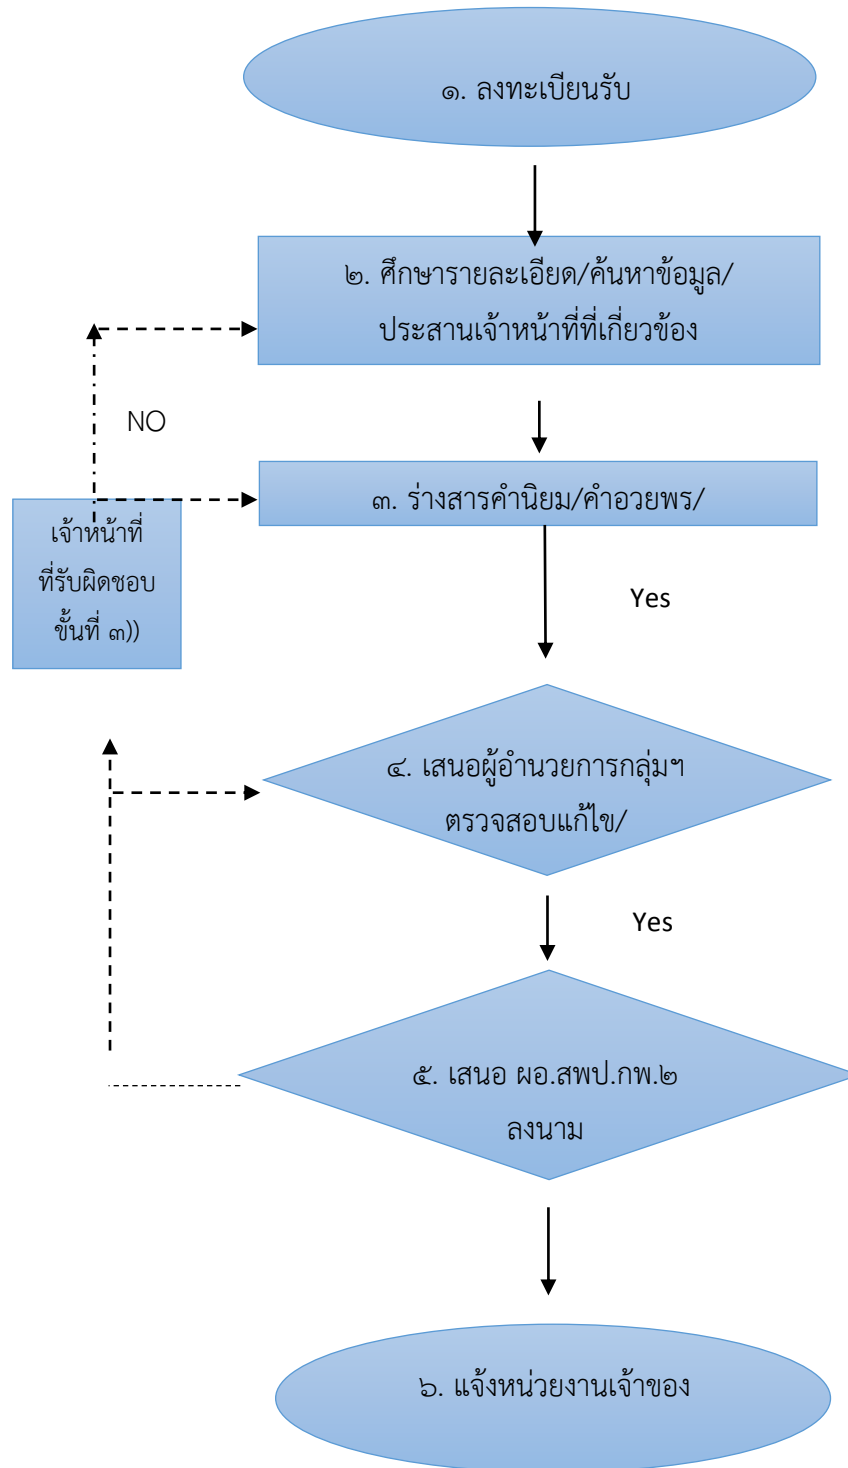 ๑. ลงทะเบียนรับ
๒. ศึกษารายละเอียด/ค้นหาข้อมูล/
ประสานเจ้าหน้าที่ที่เกี่ยวข้อง
NO
๓. ร่างสารคำนิยม/คำอวยพร/
เจ้าหน้าที่
ที่รับผิดชอบ
ขั้นที่ ๓))
Yes
๔. เสนอผู้อำนวยการกลุ่มฯ
ตรวจสอบแก้ไข/
Yes
๕. เสนอ ผอ.สพป.กพ.๒
ลงนาม
๖. แจ้งหน่วยงานเจ้าของ